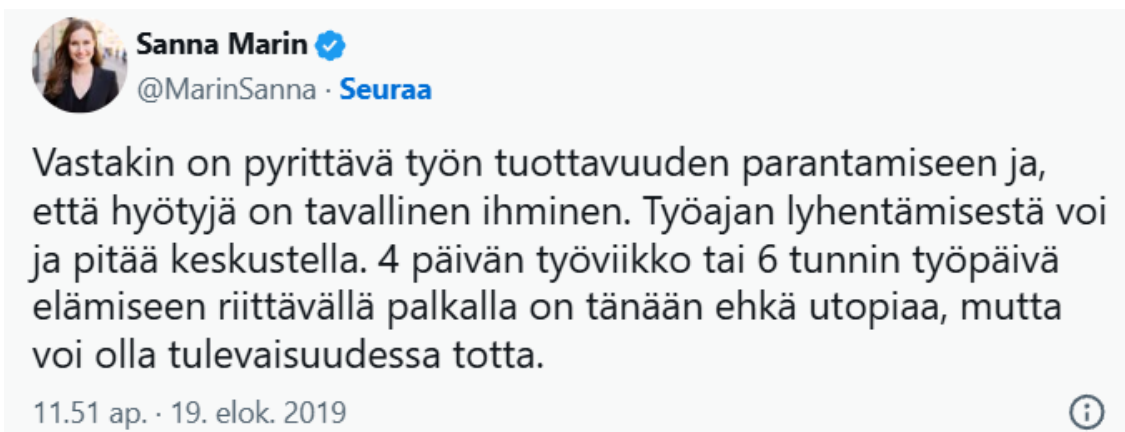 Sanna Marin
@MarinSanna · Seuraa
Vastakin on pyrittävä työn tuottavuuden parantamiseen ja,
että hyötyjä on tavallinen ihminen. Työajan lyhentämisestä voi
ja pitää keskustella. 4 päivän työviikko tai 6 tunnin työpäivä
elämiseen riittävällä palkalla on tänään ehkä utopiaa, mutta
voi olla tulevaisuudessa totta.
11.51 ap. · 19. elok. 2019